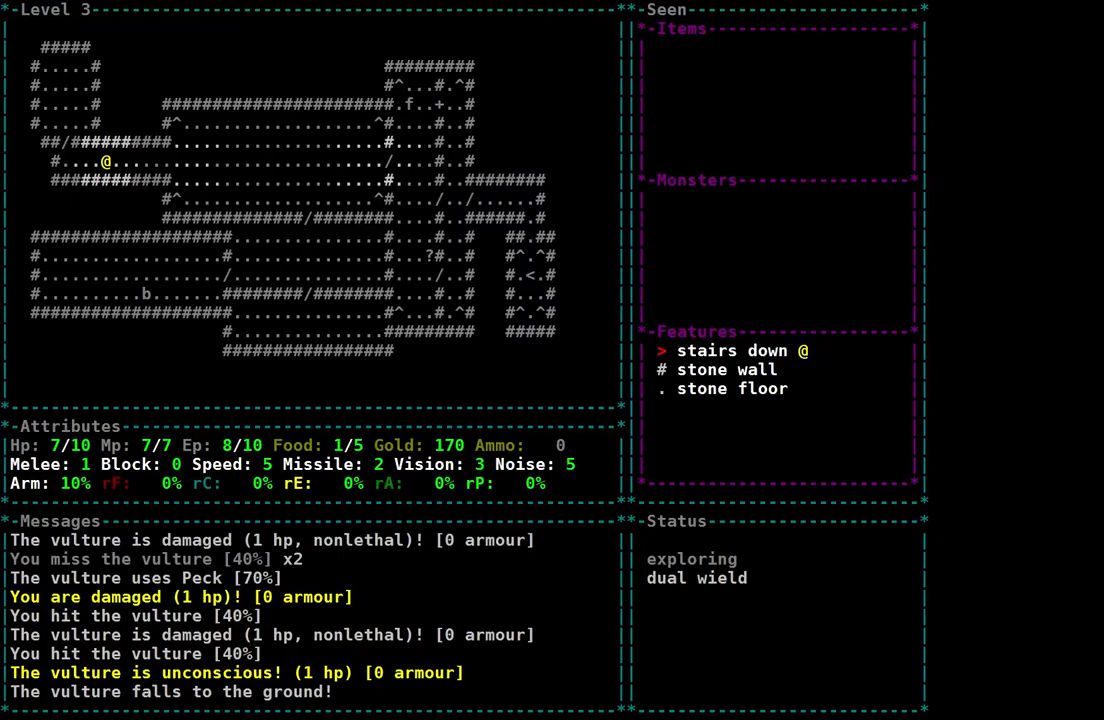 Level 3
Seen
Items
#####
#.....# #########
#.....# #^...#.^#
#.....# #######################.f..+..#
#.....# #^.................^#....#..#
##/#########...................#....#..#
#...@......................../....#..#
##########...................#....#..########
#^.................^#..../../......#
#############/########....#..######.#
####################..............#....#..# ##.##
#................#..............#...?#..# #^.^#
#................/..............#..../..# #.<.#
#..........b......########/########....#..# #...#
####################..............#^...#.^# #^.^#
#..............######### #####
#################
Monsters
Features
> stairs down @
# stone wall
. stone floor
Attributes
Hp: 7/10 Mp: 7/7 Ep: 8/10 Food: 1/5 Gold: 170 Ammo: 0
Melee: 1 Block: 0 Speed: 5 Missile: 2 Vision: 3 Noise: 5
Arm: 10% rF: 0% rC: 0% rE: 0% rA: 0% rP: 0%
Messages
The vulture is damaged (1 hp, nonlethal)! [0 armour]
You miss the vulture [40%] x2
The vulture uses Peck [70%]
You are damaged (1 hp)! [0 armour]
You hit the vulture [40%]
The vulture is damaged (1 hp, nonlethal)! [0 armour]
You hit the vulture [40%]
The vulture is unconscious! (1 hp) [0 armour]
The vulture falls to the ground!
Status
exploring
dual wield